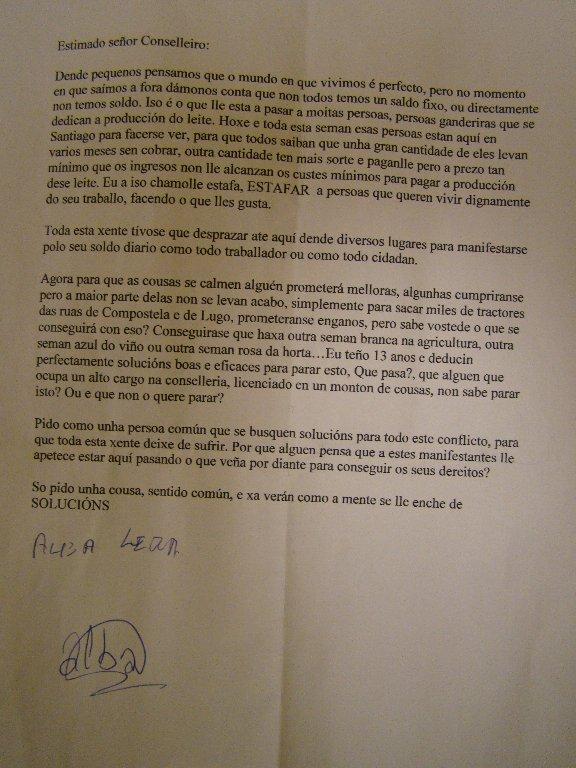 Estimado señor Conselleiro:
Dende pequenos pensamos que o mundo en que vivimos é perfecto, pero no momento
en que saímos a fora dámonos conta que non todos temos un saldo fixo, ou directamente
non temos soldo. Iso é o que lle esta a pasar a moitas persoas, persoas ganderiras que se
dedican a producción do leite. Hoxe e toda esta seman esas persoas estan aquí en
Santiago para facerse ver, para que todos saiban que unha gran cantidade de eles levan
varios meses sen cobrar, outra cantidade ten mais sorte e paganlle pero a prezo tan
mínimo que os ingresos non lle alcanzan os custes mínimos para pagar a producción
dese leite. Eu a iso chamolle estafa, ESTAFAR a persoas que queren vivir dignamente
do seu traballo, facendo o que lles gusta.
Toda esta xente tívose que desprazar ate aquí dende diversos lugares para manifestarse
polo seu soldo diario como todo traballador ou como todo cidadan.
Agora para que as cousas se calmen alguén prometerá melloras, algunhas cumpriranse
pero a maior parte delas non se levan acabo, simplemente para sacar miles de tractores
das ruas de Compostela e de Lugo, prometeranse enganos, pero sabe vostede o que se
conseguirá con eso? Conseguirase que haxa outra seman branca na agricultura, outra
seman azul do viño ou outra seman rosa da horta…Eu teño 13 anos e deducin
perfectamente solucións boas e eficaces para parar esto, Que pasa?, que alguen que
ocupa un alto cargo na conselleria, licenciado en un monton de cousas, non sabe parar
isto? Ou e que non o quere parar?
Pido como unha persoa común que se busquen solucións para todo este conflicto, para
que toda esta xente deixe de sufrir. Por que alguen pensa que a estes manifestantes lle
apetece estar aquí pasando o que veña por diante para conseguir os seus dereitos?
So pido unha cousa, sentido común, e xa verán como a mente se lle enche de
SOLUCIÓNS
ALBA
alba